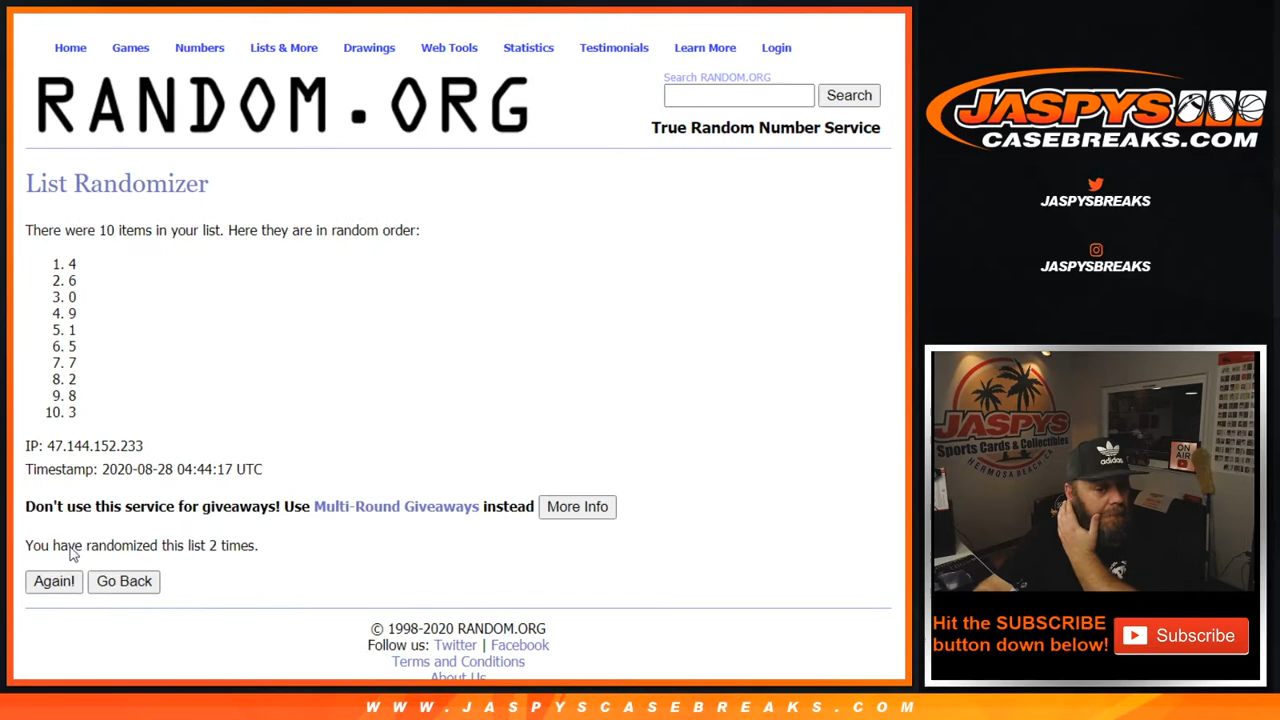 Home Games Numbers Lists & More Drawings Web Tools Statistics Testimonials Learn More Login
RANDOM.ORG
Search RANDOM.ORG
Search
True Random Number Service
List Randomizer
There were 10 items in your list. Here they are in random order:
1. 4
2. 6
3. 0
4. 9
5. 1
6. 5
7. 7
8. 2
9. 8
10. 3
IP: 47.144.152.233
Timestamp: 2020-08-28 04:44:17 UTC
Don't use this service for giveaways! Use Multi-Round Giveaways instead More Info
You have randomized this list 2 times.
Again! Go Back
© 1998-2020 RANDOM.ORG
Follow us: Twitter | Facebook
Terms and Conditions
About Us
JASPYS
CASEBREAKS.COM
JASPYSBREAKS
JASPYSBREAKS
JASPYS
Sports Cards & Collectibles
HERMOSA BEACH CA
ON
AIR
adidas
Hit the SUBSCRIBE
button down below!
Subscribe
WWW.JASPYSCASEBREAKS.COM